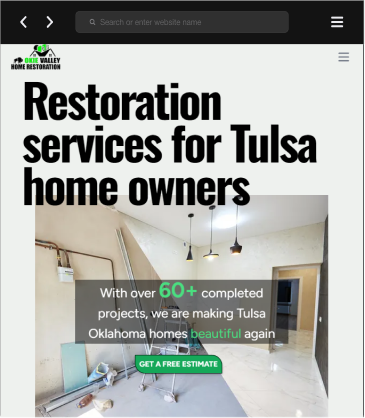 Search or enter website name
OKIE VALLEY
HOME RESTORATION
Restoration
services for Tulsa
home owners
With over 60+ completed
projects, we are making Tulsa
Oklahoma homes beautiful again
GET A FREE ESTIMATE